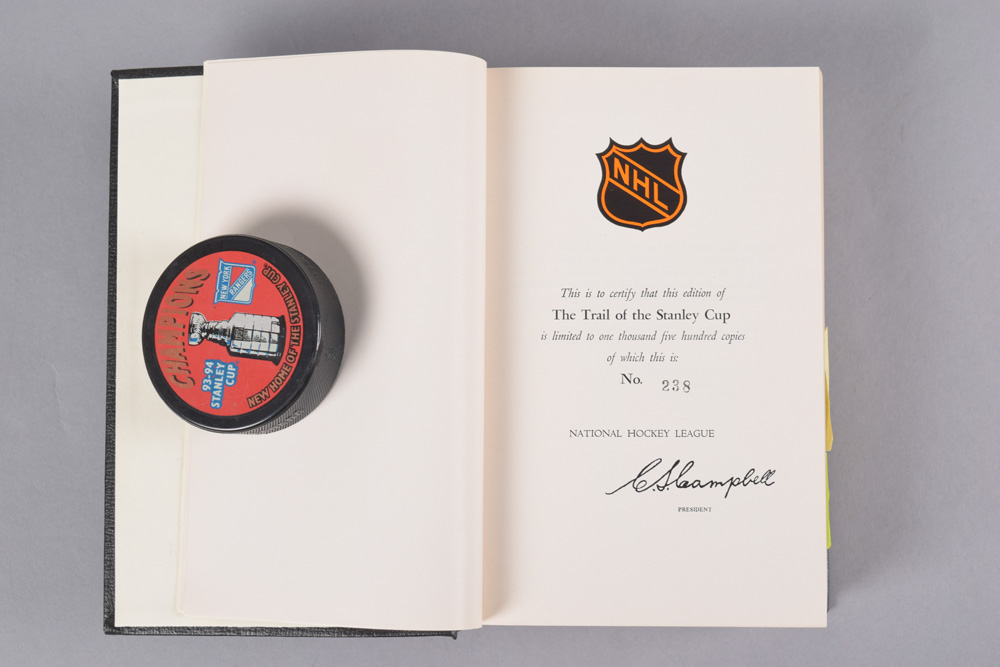 CHAMPIONS
NEW YORK
RANGERS
93-94
STANLEY
CUP
NEW HOME OF THE STANLEY CUP
NHL
This is to certify that this edition of
The Trail of the Stanley Cup
is limited to one thousand five hundred copies
of which this is:
No. 238
NATIONAL HOCKEY LEAGUE
C. S. Campbell
PRESIDENT